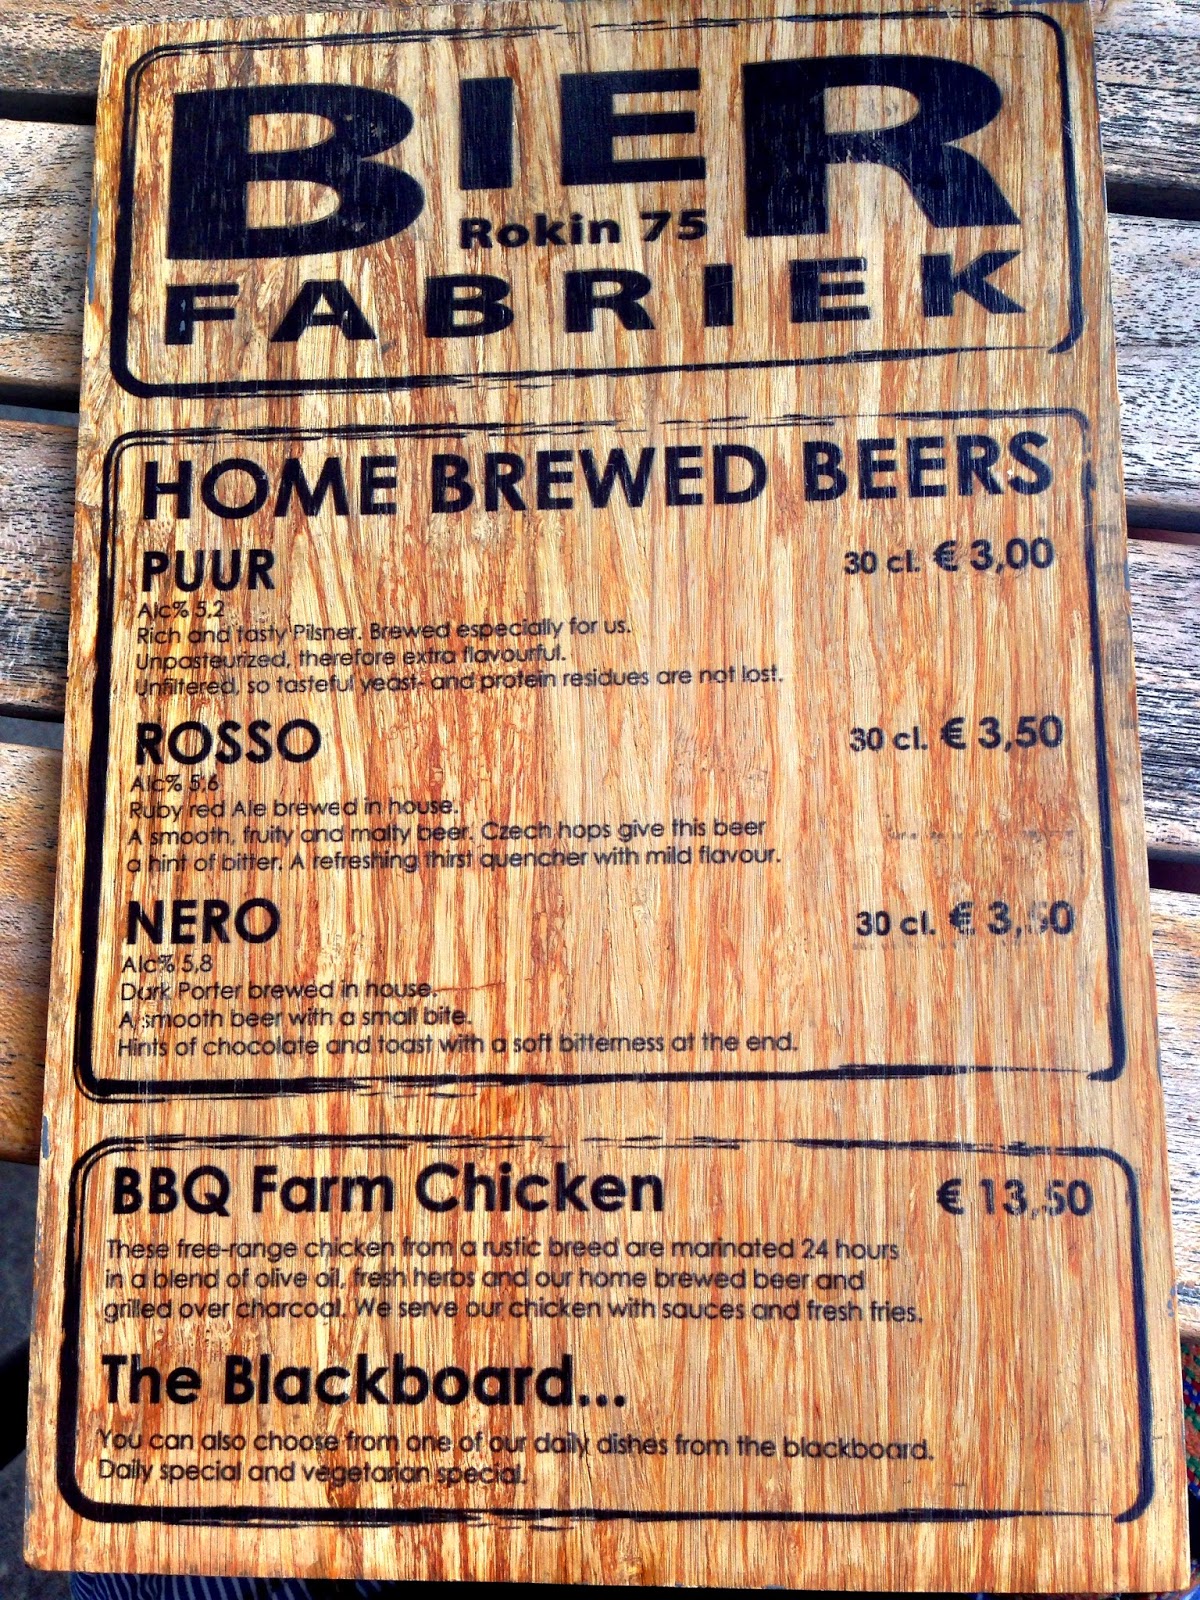 BIER
Rokin 75
FABRIEK
HOME BREWED BEERS
PUUR 30 cl. € 3,00
Alc% 5,2
Rich and tasty Pilsner. Brewed especially for us.
Unpasteurized, therefore extra flavourful.
Unfiltered, so tasteful yeast- and protein residues are not lost.
ROSSO 30 cl. € 3,50
Alc% 5,6
Ruby red Ale brewed in house.
A smooth, fruity and malty beer. Czech hops give this beer
a hint of bitter. A refreshing thirst quencher with mild flavour.
NERO 30 cl. € 3,50
Alc% 5,8
Dark Porter brewed in house.
A smooth beer with a small bite.
Hints of chocolate and toast with a soft bitterness at the end.
BBQ Farm Chicken € 13,50
These free-range chicken from a rustic breed are marinated 24 hours
in a blend of olive oil, fresh herbs and our home brewed beer and
grilled over charcoal. We serve our chicken with sauces and fresh fries.
The Blackboard...
You can also choose from one of our daily dishes from the blackboard.
Daily special and vegetarian special.